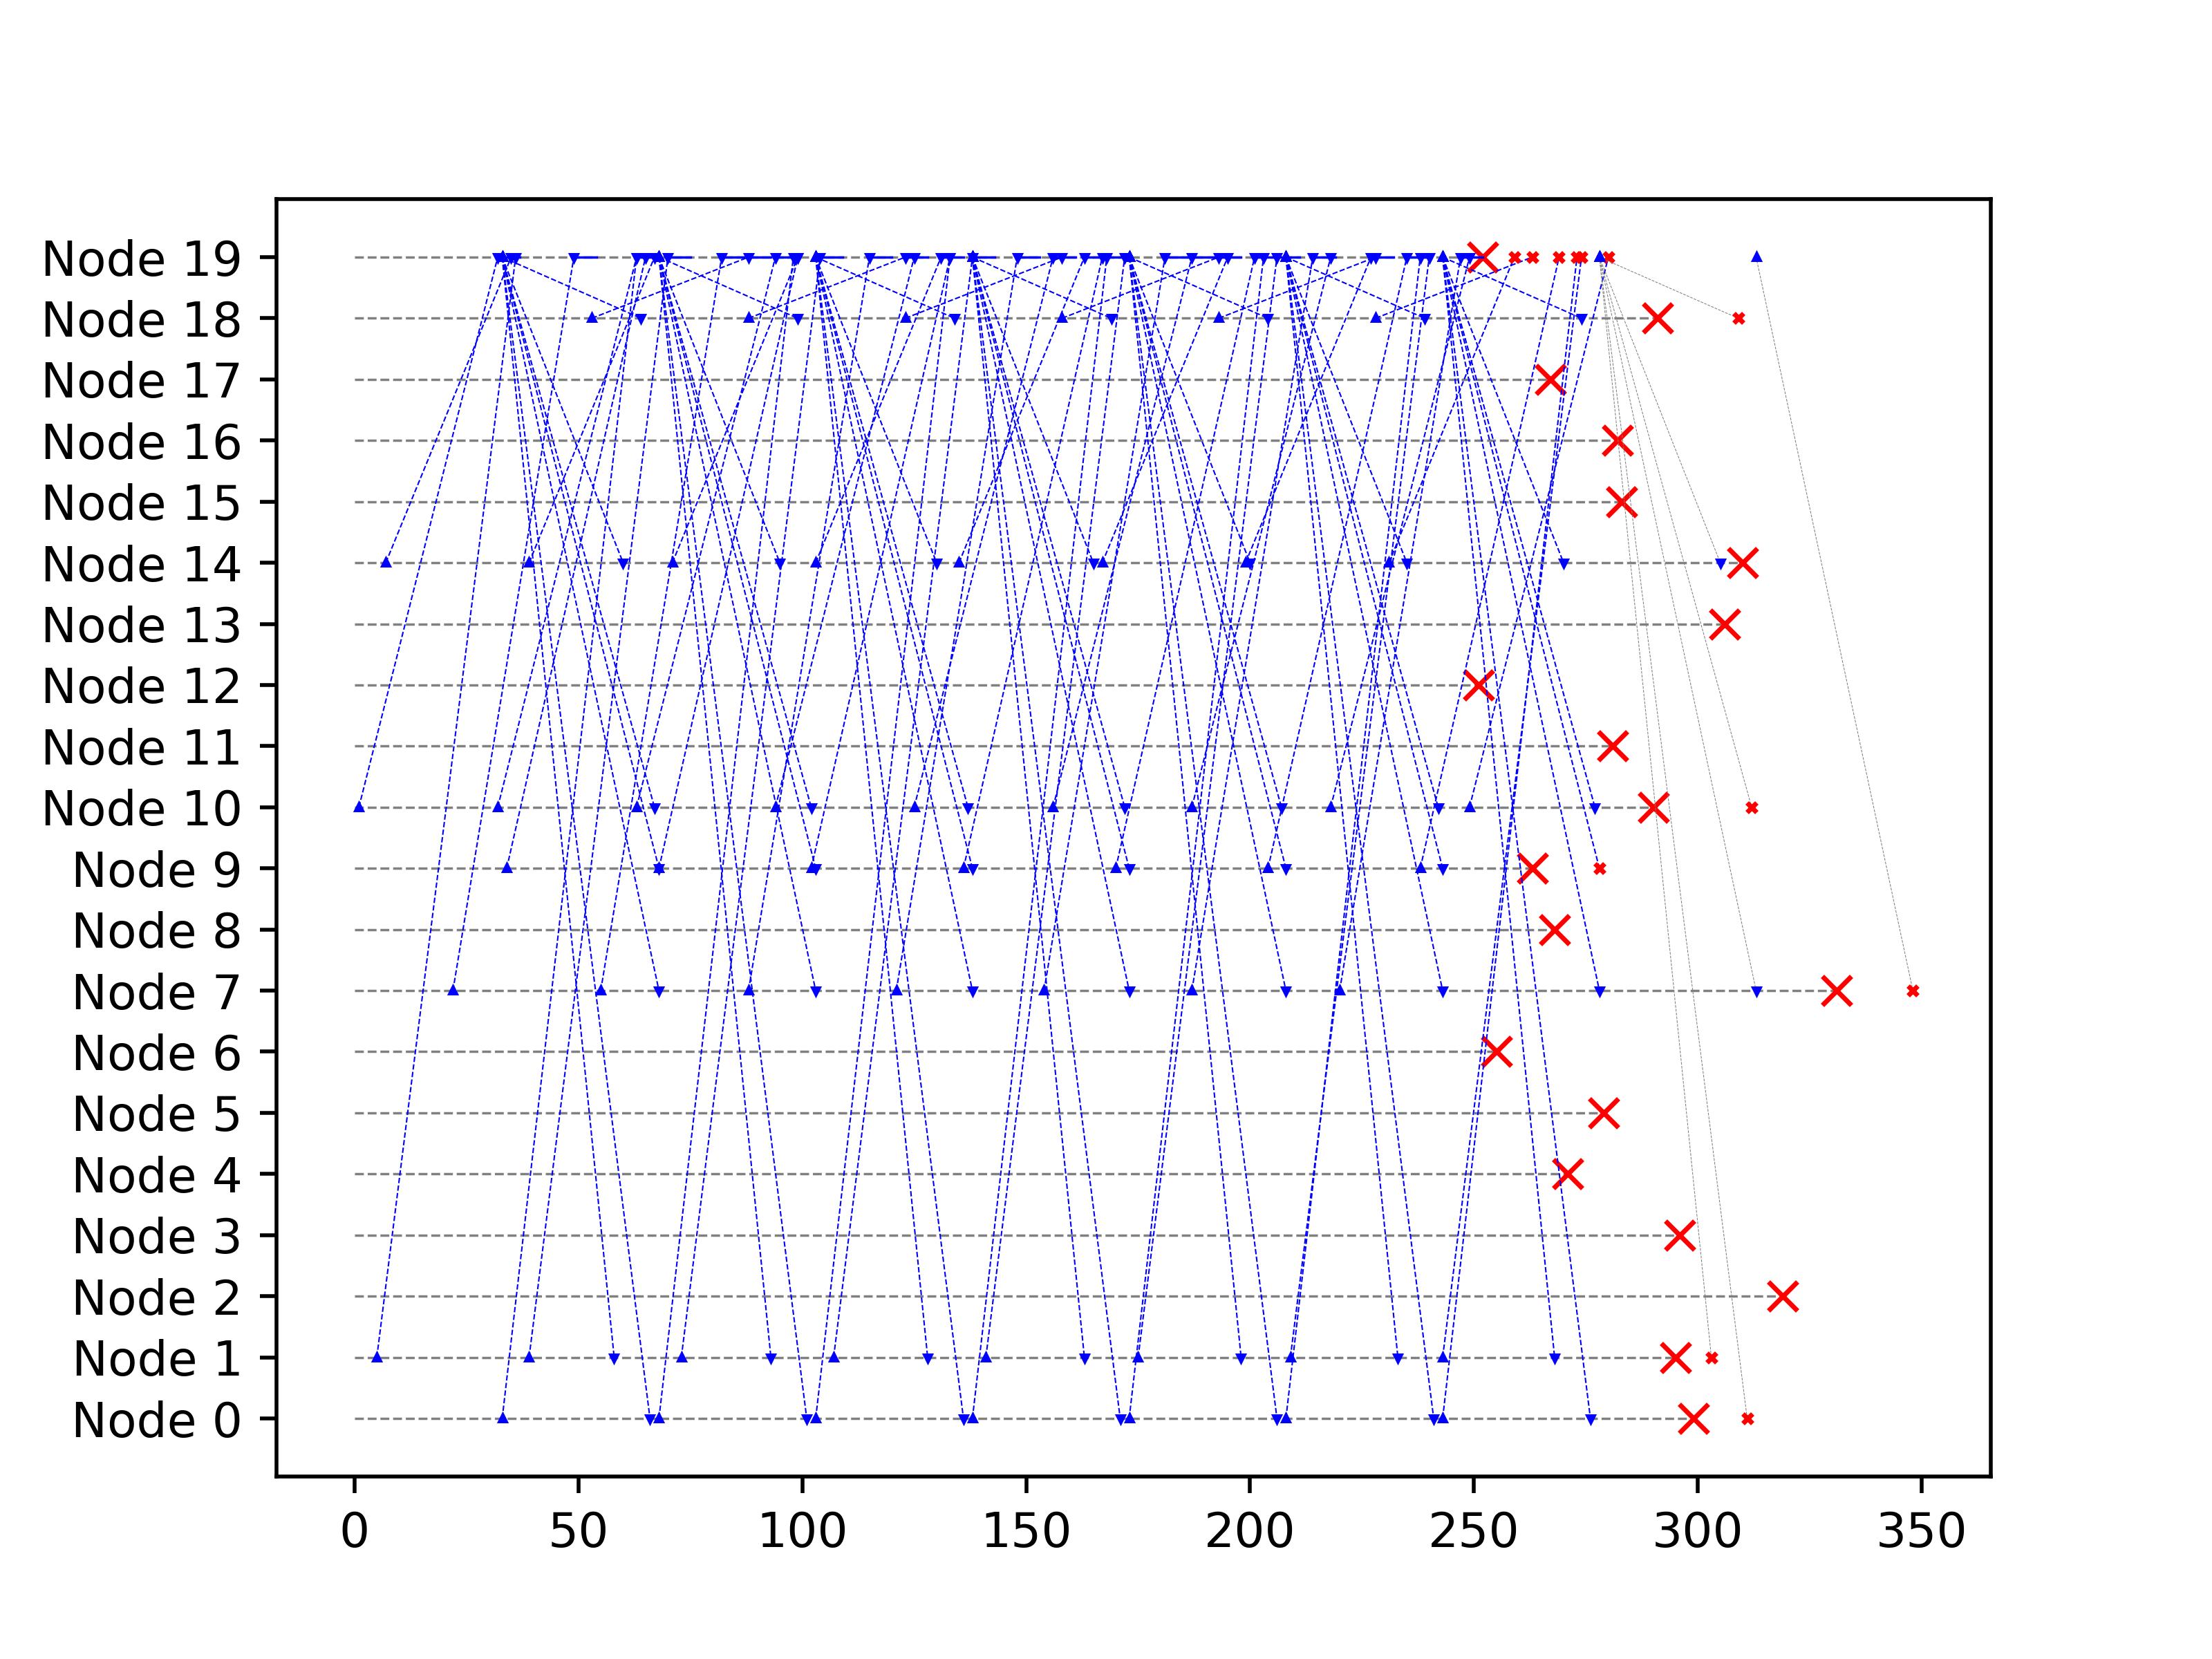 Node 19
Node 18
Node 17
Node 16
Node 15
Node 14
Node 13
Node 12
Node 11
Node 10
Node 9
Node 8
Node 7
Node 6
Node 5
Node 4
Node 3
Node 2
Node 1
Node 0
0 50 100 150 200 250 300 350